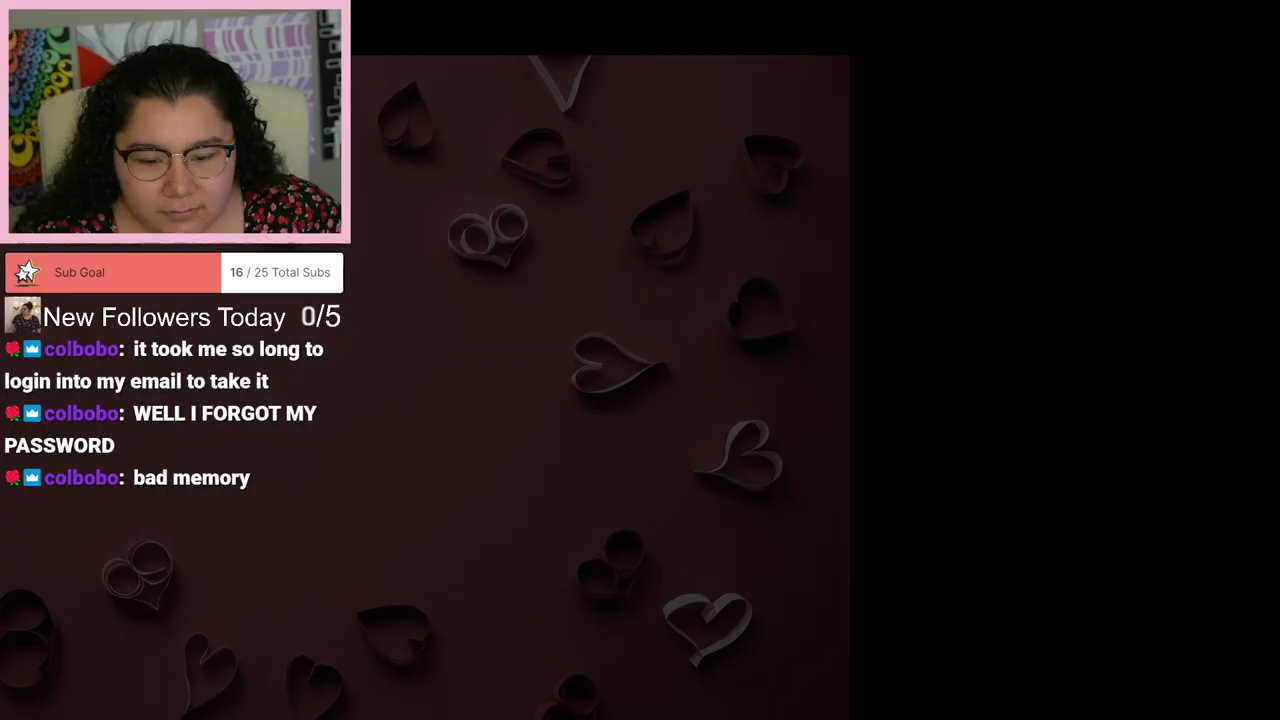 Sub Goal 16 / 25 Total Subs
New Followers Today 0/5
colbobo: it took me so long to
login into my email to take it
colbobo: WELL I FORGOT MY
PASSWORD
colbobo: bad memory